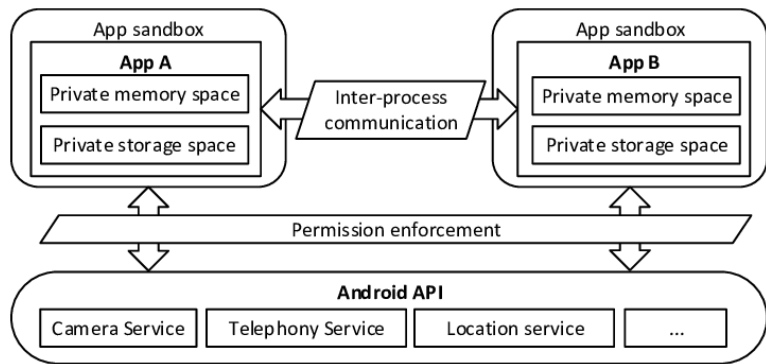 App sandbox
App A
Private memory space
Private storage space
Inter-process
communication
App sandbox
App B
Private memory space
Private storage space
Permission enforcement
Android API
Camera Service
Telephony Service
Location service
...